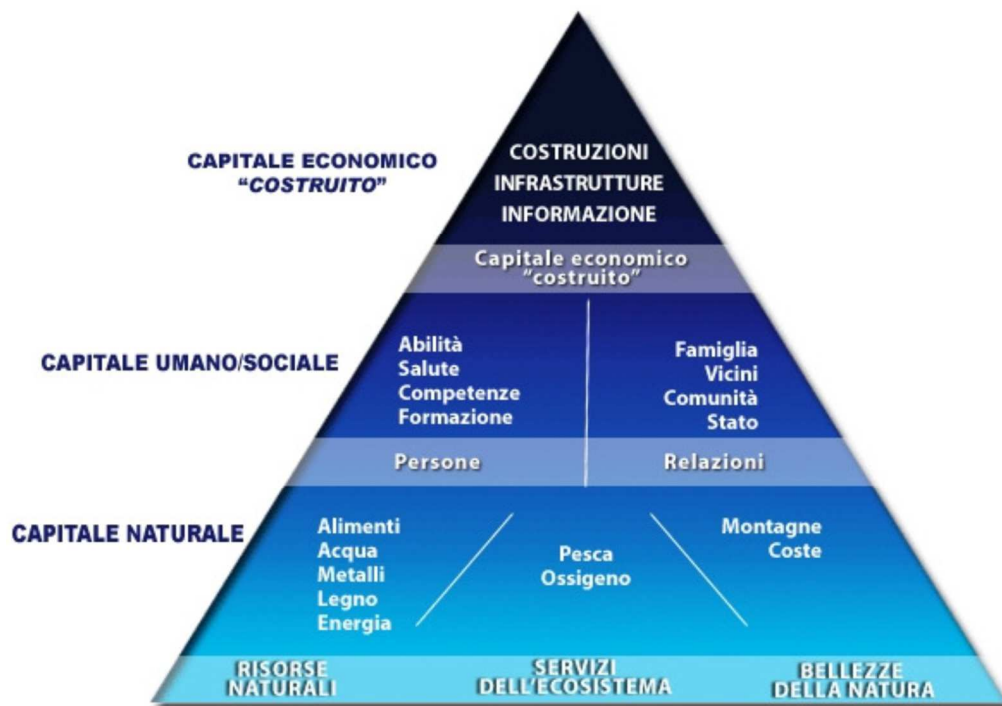 CAPITALE ECONOMICO
“COSTRUITO”
COSTRUZIONI
INFRASTRUTTURE
INFORMAZIONE
Capitale economico
“costruito”
CAPITALE UMANO/SOCIALE
Abilità
Salute
Competenze
Formazione
Famiglia
Vicini
Comunità
Stato
Persone
Relazioni
CAPITALE NATURALE
Alimenti
Acqua
Metalli
Legno
Energia
Pesca
Ossigeno
Montagne
Coste
RISORSE
NATURALI
SERVIZI
DELL'ECOSISTEMA
BELLEZZE
DELLA NATURA